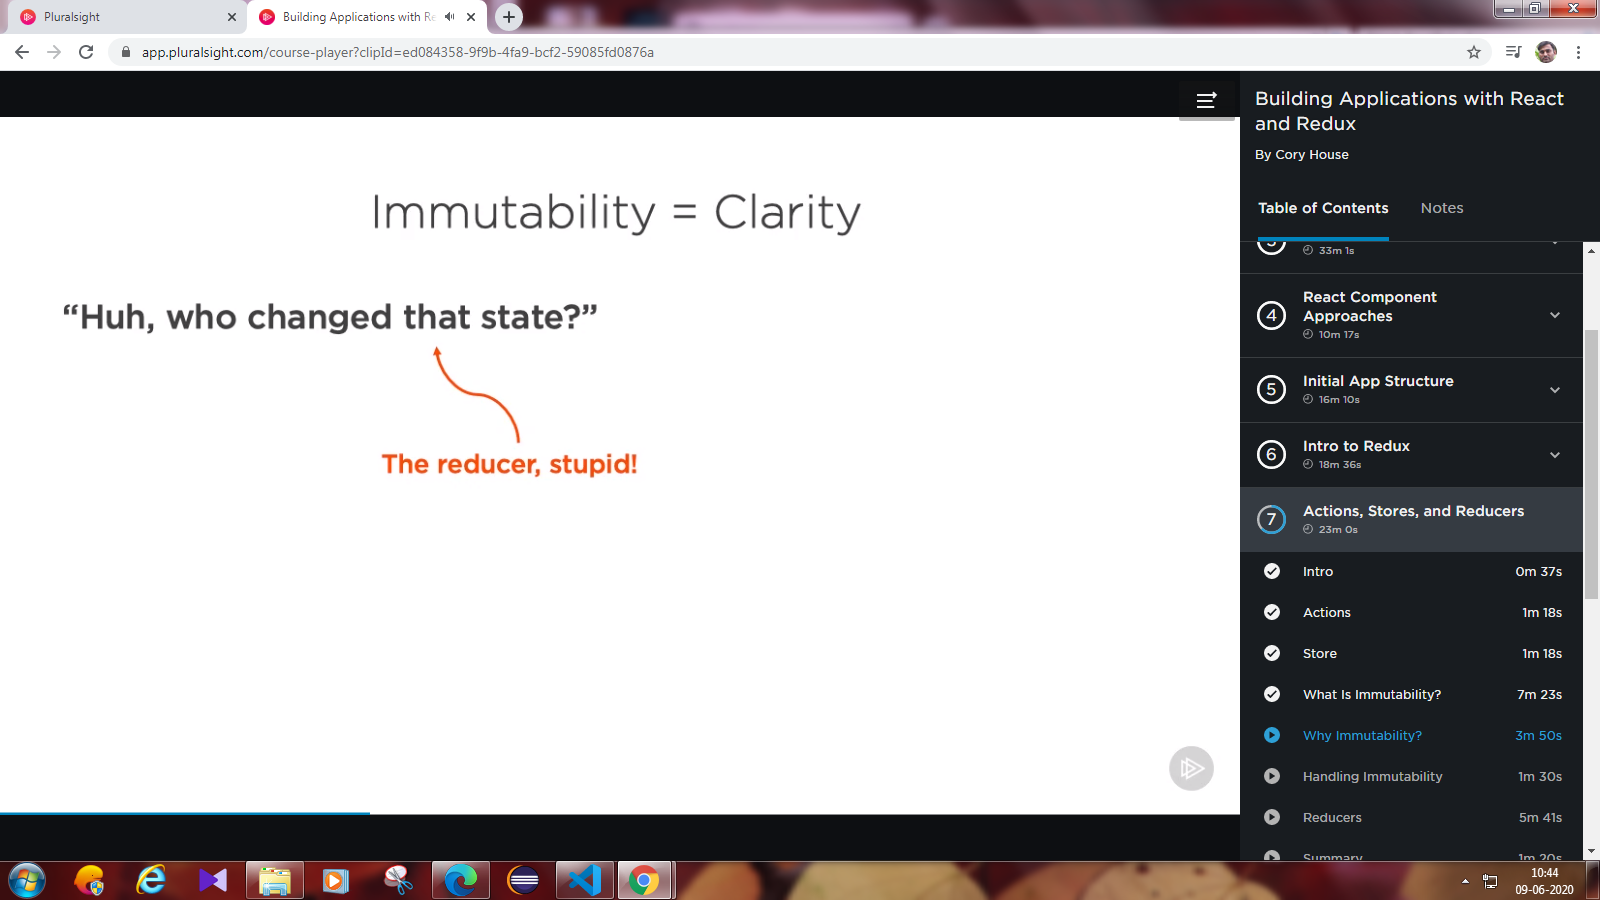 Pluralsight
Building Applications with Re
app.pluralsight.com/course-player?clipId=ed084358-9f9b-4fa9-bcf2-59085fd0876a
Immutability = Clarity
“Huh, who changed that state?”
The reducer, stupid!
Building Applications with React
and Redux
By Cory House
Table of Contents
Notes
33m 1s
4
React Component
Approaches
10m 17s
5
Initial App Structure
16m 10s
6
Intro to Redux
18m 36s
7
Actions, Stores, and Reducers
23m 0s
Intro 0m 37s
Actions 1m 18s
Store 1m 18s
What Is Immutability? 7m 23s
Why Immutability? 3m 50s
Handling Immutability 1m 30s
Reducers 5m 41s
Summary 1m 20s
10:44
09-06-2020